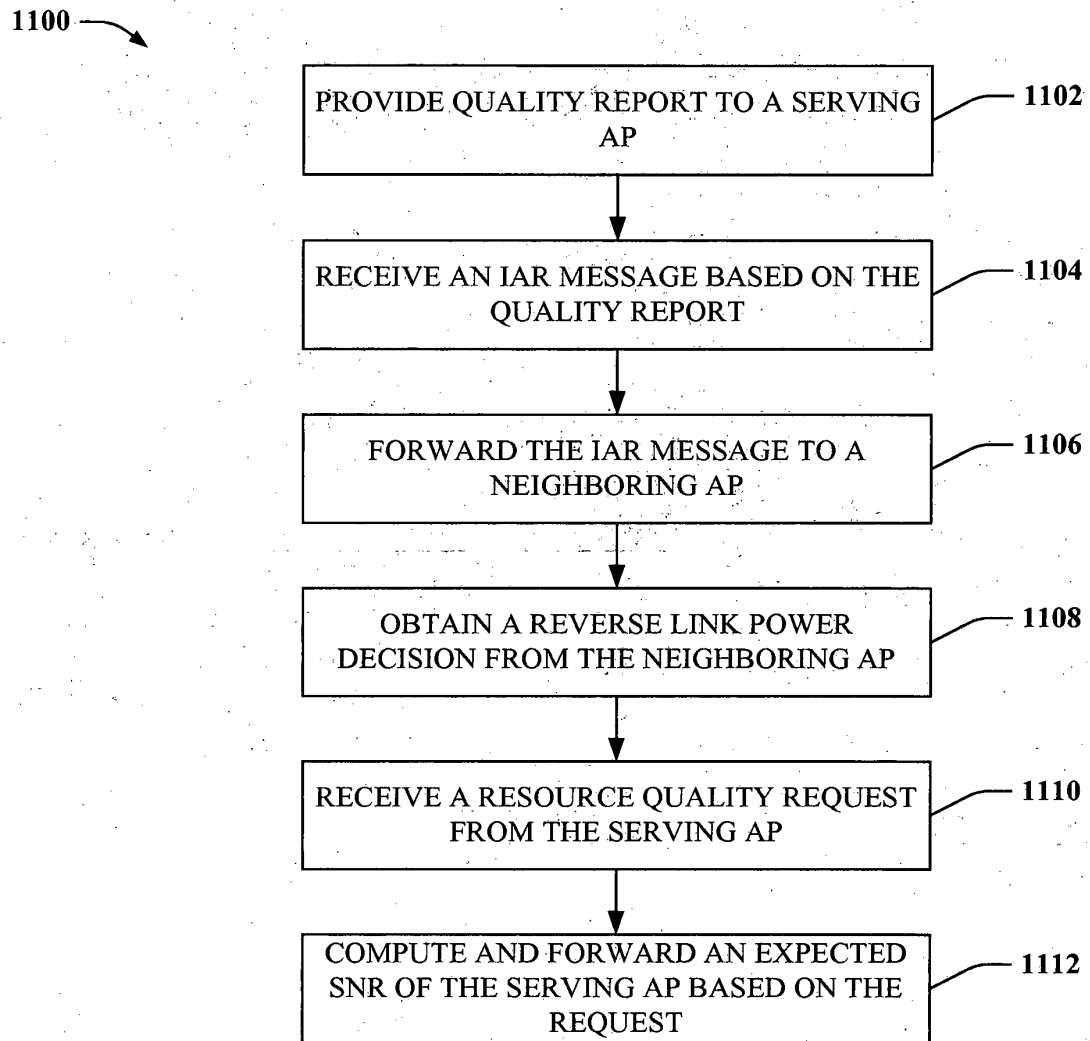 1100
PROVIDE QUALITY REPORT TO A SERVING
AP
1102
RECEIVE AN IAR MESSAGE BASED ON THE
QUALITY REPORT
1104
FORWARD THE IAR MESSAGE TO A
NEIGHBORING AP
1106
OBTAIN A REVERSE LINK POWER
DECISION FROM THE NEIGHBORING AP
1108
RECEIVE A RESOURCE QUALITY REQUEST
FROM THE SERVING AP
1110
COMPUTE AND FORWARD AN EXPECTED
SNR OF THE SERVING AP BASED ON THE
REQUEST
1112